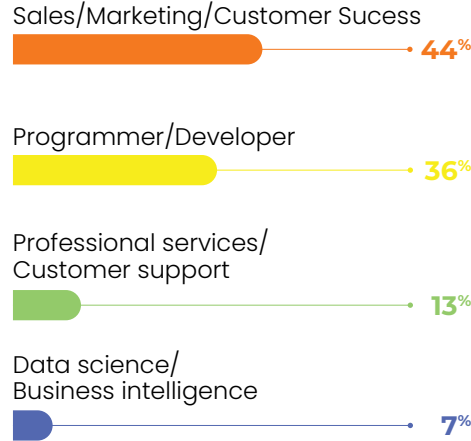 Sales/Marketing/Customer Sucess
44%
Programmer/Developer
36%
Professional services/
Customer support
13%
Data science/
Business intelligence
7%